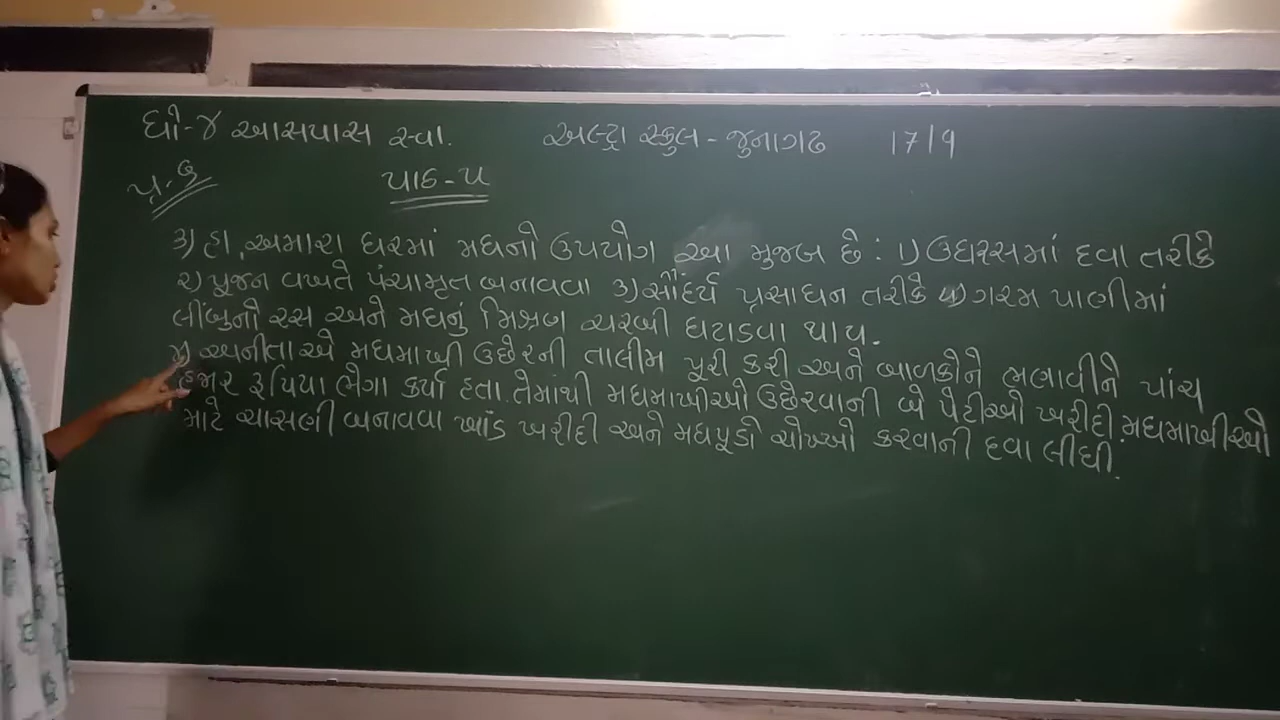 ધો-૪ આસપાસ સ્વા. અલ્ટ્રા સ્કુલ - જુનાગઢ 17/9
પ્ર-બુ પાઠ-૫
૩) હા, અમારા ઘરમાં મધનો ઉપયોગ આ મુજબ છે : ૧) ઉધરસમાં દવા તરીકે
૨) પૂજન વખતે પંચામૃત બનાવવા ૩) સૌંદર્ય પ્રસાધન તરીકે ૪) ગરમ પાણીમાં
લીંબુનો રસ અને મધનું મિશ્રણ ચરબી ઘટાડવા થાય.
૪) અનીતાએ મધમાખી ઉછેરની તાલીમ પૂરી કરી અને બાળકોને ભણાવીને પાંચ
હજાર રૂપિયા ભેગા કર્યા હતા. તેમાંથી મધમાખીઓ ઉછેરવાની બે પેટીઓ ખરીદી. મધમાખીઓ
માટે ચાસણી બનાવવા ખાંડ ખરીદી અને મધપૂડો ચોખ્ખો કરવાની દવા લીધી.